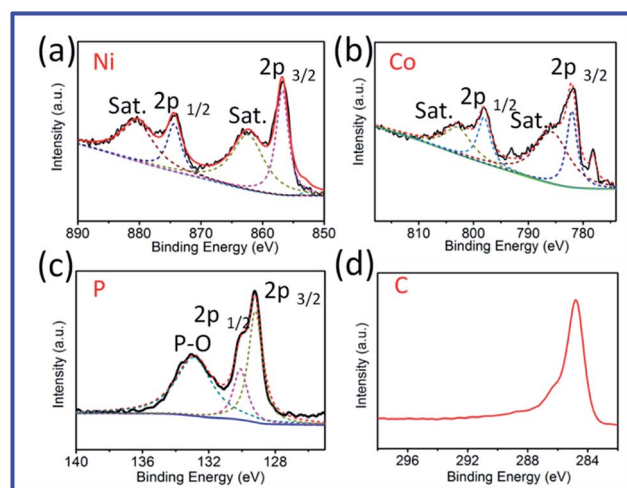 (a) Ni
2p 3/2
Sat. 2p 1/2 Sat.
Intensity (a.u.)
890 880 870 860 850
Binding Energy (eV)
(b) Co
2p 3/2
2p 1/2
Sat. Sat.
Intensity (a.u.)
810 800 790 780
Binding Energy (eV)
(c) P
2p 3/2
2p 1/2
P-O
Intensity (a.u.)
140 136 132 128
Binding Energy (eV)
(d) C
Intensity (a.u.)
296 292 288 284
Binding Energy (eV)